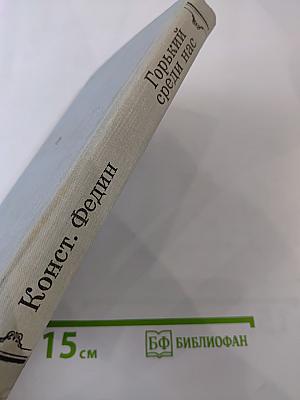 Конст. Федин
Горький
среди нас
15 см
БФ БИБЛИОФАН